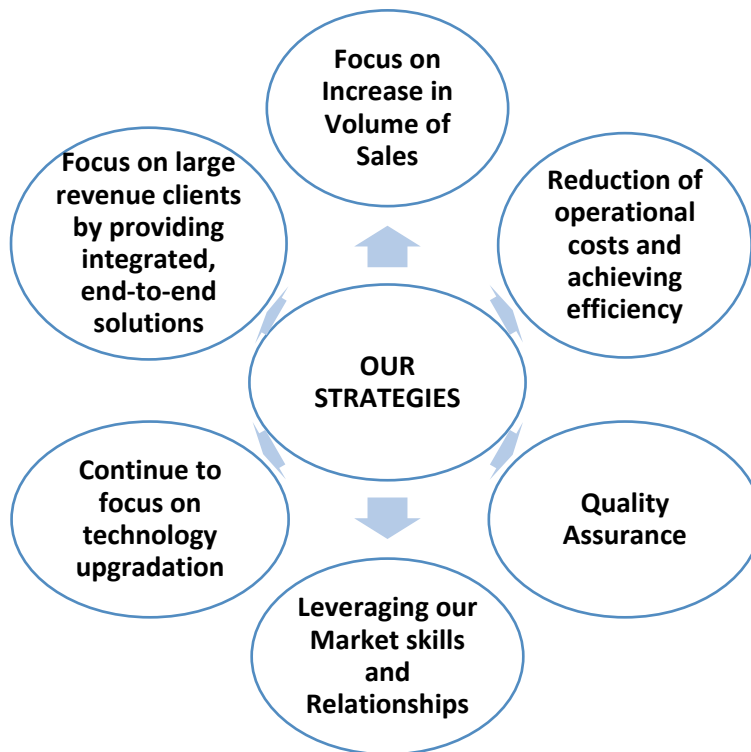 Focus on
Increase in
Volume of
Sales
Focus on large
revenue clients
by providing
integrated,
end-to-end
solutions
Reduction of
operational
costs and
achieving
efficiency
OUR
STRATEGIES
Continue to
focus on
technology
upgradation
Quality
Assurance
Leveraging our
Market skills
and
Relationships